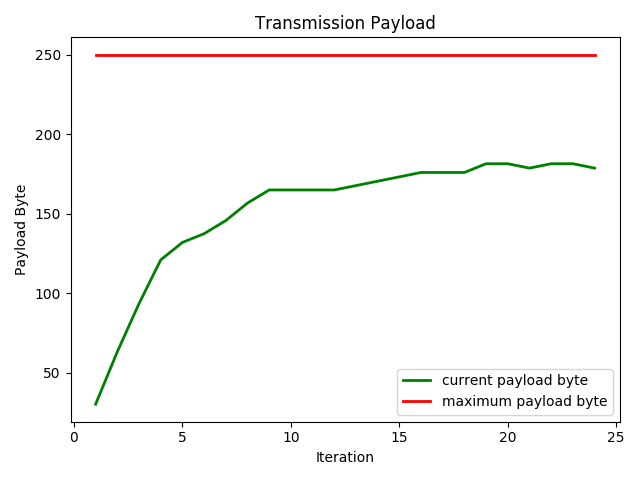 Transmission Payload
250
200
150
100
50
Payload Byte
0
5
10
15
20
25
Iteration
current payload byte
maximum payload byte